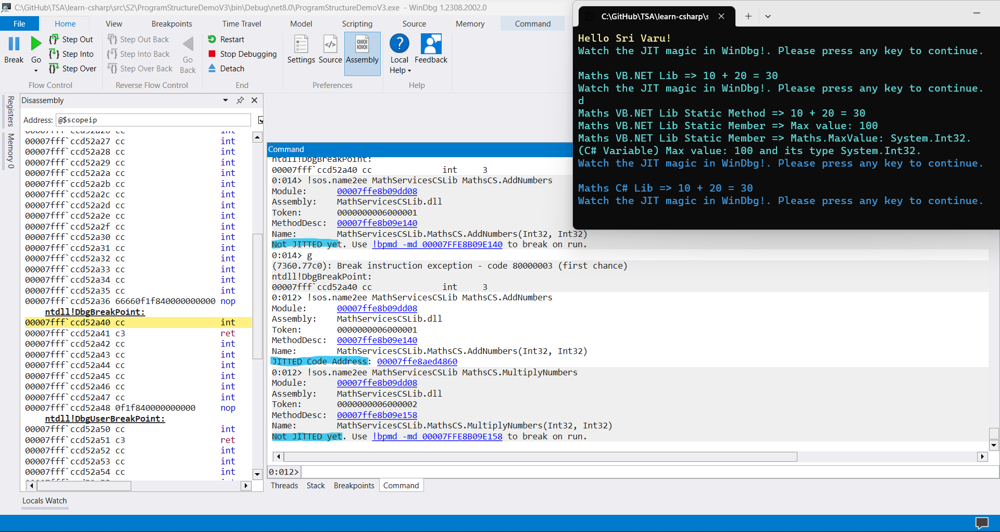 C:\GitHub\TSA\learn-csharp\src\S2\ProgramStructureDemoV3\bin\Debug\net8.0\ProgramStructureDemoV3.exe - WinDbg 1.2308.2002.0
File Home View Breakpoints Time Travel Model Scripting Source Memory Command
Break
Go
Step Out
Step Into
Step Over
Flow Control
Step Out Back
Step Into Back
Step Over Back
Go Back
Reverse Flow Control
Restart
Stop Debugging
Detach
End
Settings
Source
Assembly
Preferences
Local Help
Feedback
Help
Registers
Memory 0
Disassembly
Address: @$scopeip
00007fff`ccd52a27 cc int
00007fff`ccd52a28 cc int
00007fff`ccd52a29 cc int
00007fff`ccd52a2a cc int
00007fff`ccd52a2b cc int
00007fff`ccd52a2c cc int
00007fff`ccd52a2d cc int
00007fff`ccd52a2e cc int
00007fff`ccd52a2f cc int
00007fff`ccd52a30 cc int
00007fff`ccd52a31 cc int
00007fff`ccd52a32 cc int
00007fff`ccd52a33 cc int
00007fff`ccd52a34 cc int
00007fff`ccd52a35 cc int
00007fff`ccd52a36 66660f1f840000000000 nop
ntdll!DbgBreakPoint:
00007fff`ccd52a40 cc int
00007fff`ccd52a41 c3 ret
00007fff`ccd52a42 cc int
00007fff`ccd52a43 cc int
00007fff`ccd52a44 cc int
00007fff`ccd52a45 cc int
00007fff`ccd52a46 cc int
00007fff`ccd52a47 cc int
00007fff`ccd52a48 0f1f840000000000 nop
ntdll!DbgUserBreakPoint:
00007fff`ccd52a50 cc int
00007fff`ccd52a51 c3 ret
00007fff`ccd52a52 cc int
00007fff`ccd52a53 cc int
00007fff`ccd52a54 cc int
Locals Watch
Command
ntdll!DbgBreakPoint:
00007fff`ccd52a40 cc int 3
0:014> !sos.name2ee MathServicesCSLib MathsCS.AddNumbers
Module: 00007ffe8b09dd08
Assembly: MathServicesCSLib.dll
Token: 0000000006000001
MethodDesc: 00007ffe8b09e140
Name: MathServicesCSLib.MathsCS.AddNumbers(Int32, Int32)
Not JITTED yet. Use !bpmd -md 00007FFE8B09E140 to break on run.
0:014> g
(7360.77c0): Break instruction exception - code 80000003 (first chance)
ntdll!DbgBreakPoint:
00007fff`ccd52a40 cc int 3
0:012> !sos.name2ee MathServicesCSLib MathsCS.AddNumbers
Module: 00007ffe8b09dd08
Assembly: MathServicesCSLib.dll
Token: 0000000006000001
MethodDesc: 00007ffe8b09e140
Name: MathServicesCSLib.MathsCS.AddNumbers(Int32, Int32)
JITTED Code Address: 00007ffe8aed4860
0:012> !sos.name2ee MathServicesCSLib MathsCS.MultiplyNumbers
Module: 00007ffe8b09dd08
Assembly: MathServicesCSLib.dll
Token: 0000000006000002
MethodDesc: 00007ffe8b09e158
Name: MathServicesCSLib.MathsCS.MultiplyNumbers(Int32, Int32)
Not JITTED yet. Use !bpmd -md 00007FFE8B09E158 to break on run.
0:012>
Threads Stack Breakpoints Command
C:\GitHub\TSA\learn-csharp\s
Hello Sri Varu!
Watch the JIT magic in WinDbg!. Please press any key to continue.
Maths VB.NET Lib => 10 + 20 = 30
Watch the JIT magic in WinDbg!. Please press any key to continue.
d
Maths VB.NET Lib Static Method => 10 + 20 = 30
Maths VB.NET Lib Static Member => Max value: 100
Maths VB.NET Lib Static Member => Maths.MaxValue: System.Int32.
(C# Variable) Max value: 100 and its type System.Int32.
Watch the JIT magic in WinDbg!. Please press any key to continue.
Maths C# Lib => 10 + 20 = 30
Watch the JIT magic in WinDbg!. Please press any key to continue.